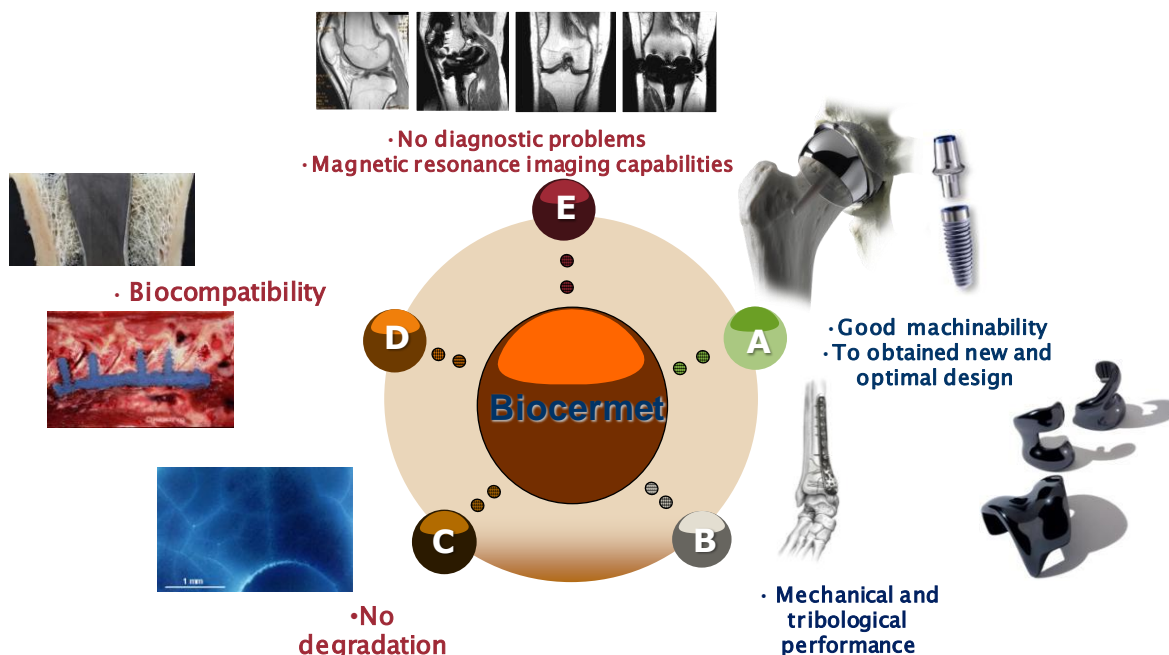 · No diagnostic problems
· Magnetic resonance imaging capabilities
E
· Biocompatibility
D
A
· Good machinability
· To obtained new and
optimal design
Biocermet
C
B
1 mm
· Mechanical and
tribological
performance
•No
degradation